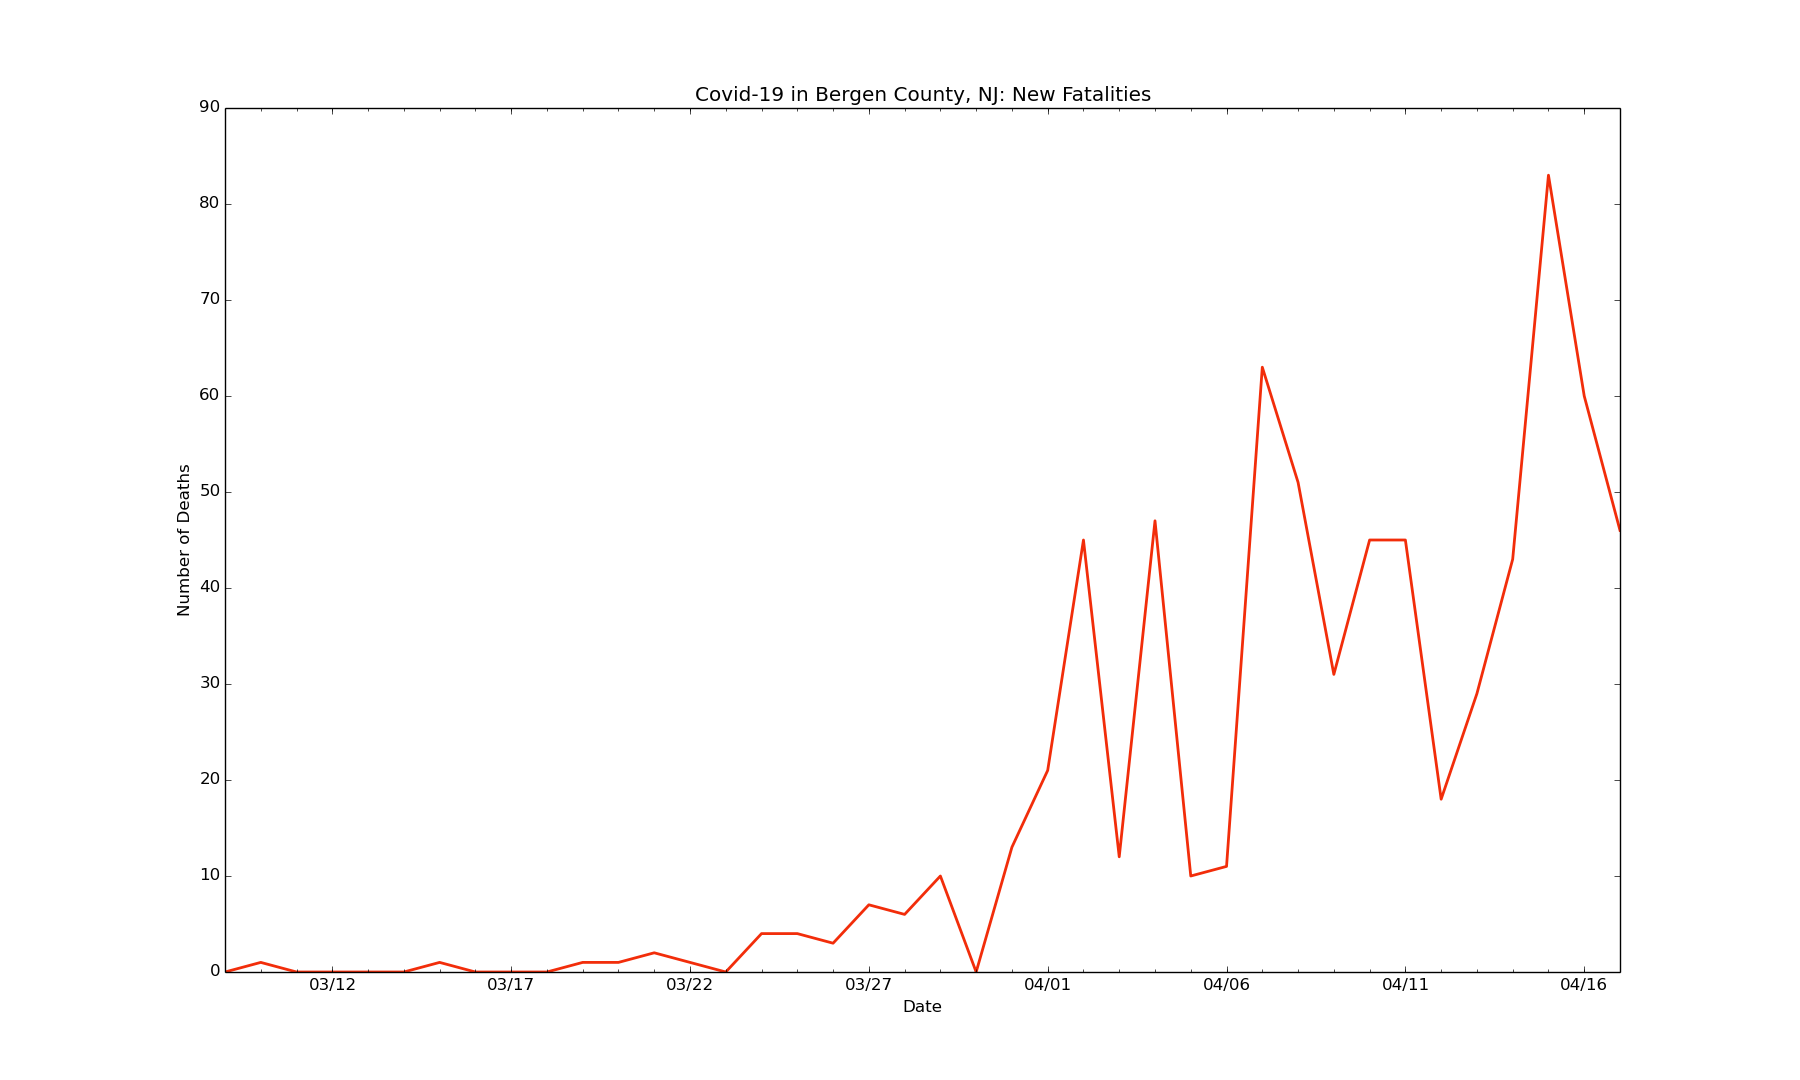 Covid-19 in Bergen County, NJ: New Fatalities
90
80
70
60
50
40
30
20
10
0
Number of Deaths
03/12 03/17 03/22 03/27 04/01 04/06 04/11 04/16
Date